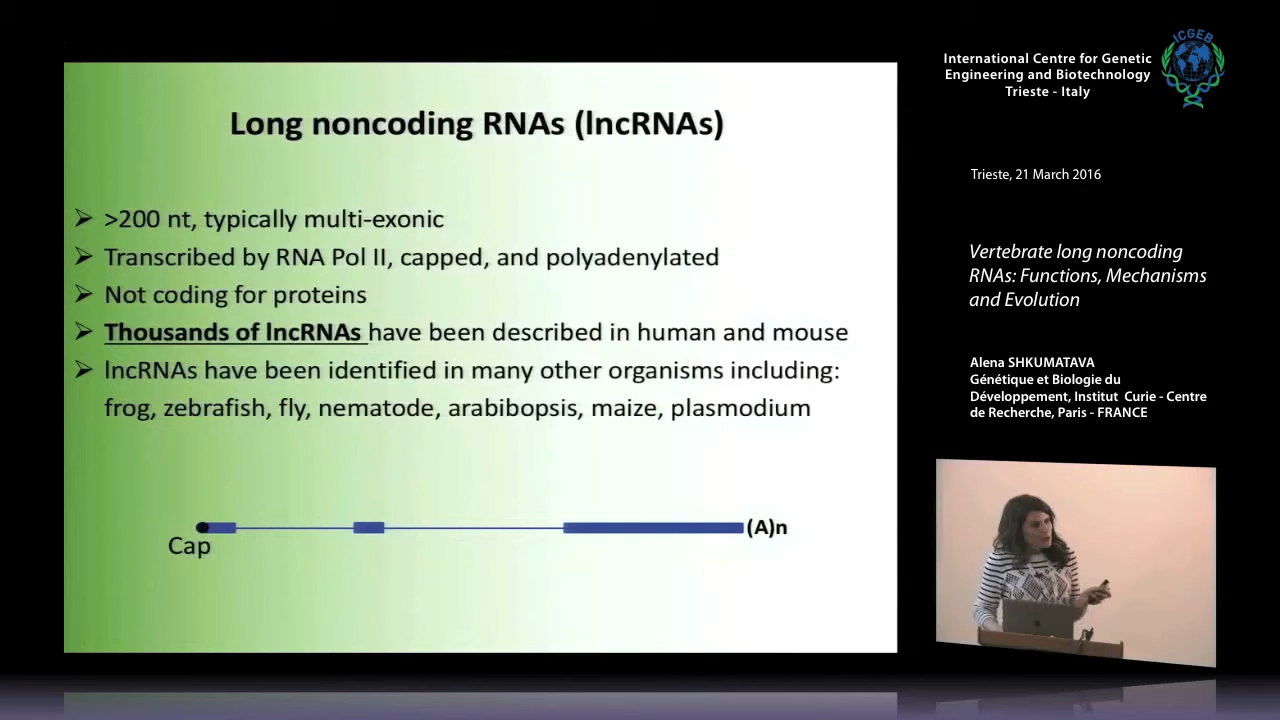 Long noncoding RNAs (lncRNAs)
>200 nt, typically multi-exonic
Transcribed by RNA Pol II, capped, and polyadenylated
Not coding for proteins
Thousands of lncRNAs have been described in human and mouse
lncRNAs have been identified in many other organisms including:
frog, zebrafish, fly, nematode, arabibopsis, maize, plasmodium
Cap
(A)n
ICGEB
International Centre for Genetic
Engineering and Biotechnology
Trieste - Italy
Trieste, 21 March 2016
Vertebrate long noncoding
RNAs: Functions, Mechanisms
and Evolution
Alena SHKUMATAVA
Génétique et Biologie du
Développement, Institut Curie - Centre
de Recherche, Paris - FRANCE